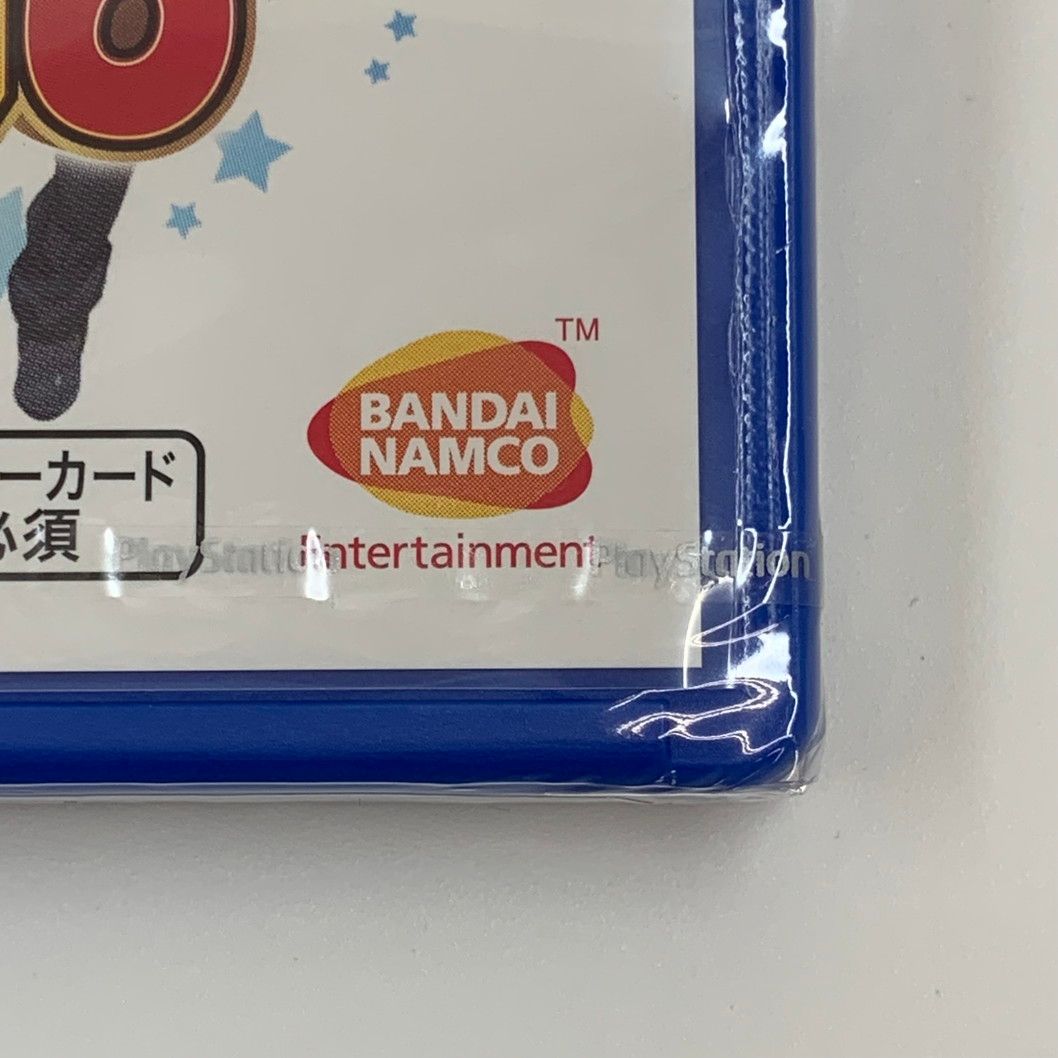 TM
BANDAI
NAMCO
Entertainment
ーカード
必須
PlayStation PlayStation